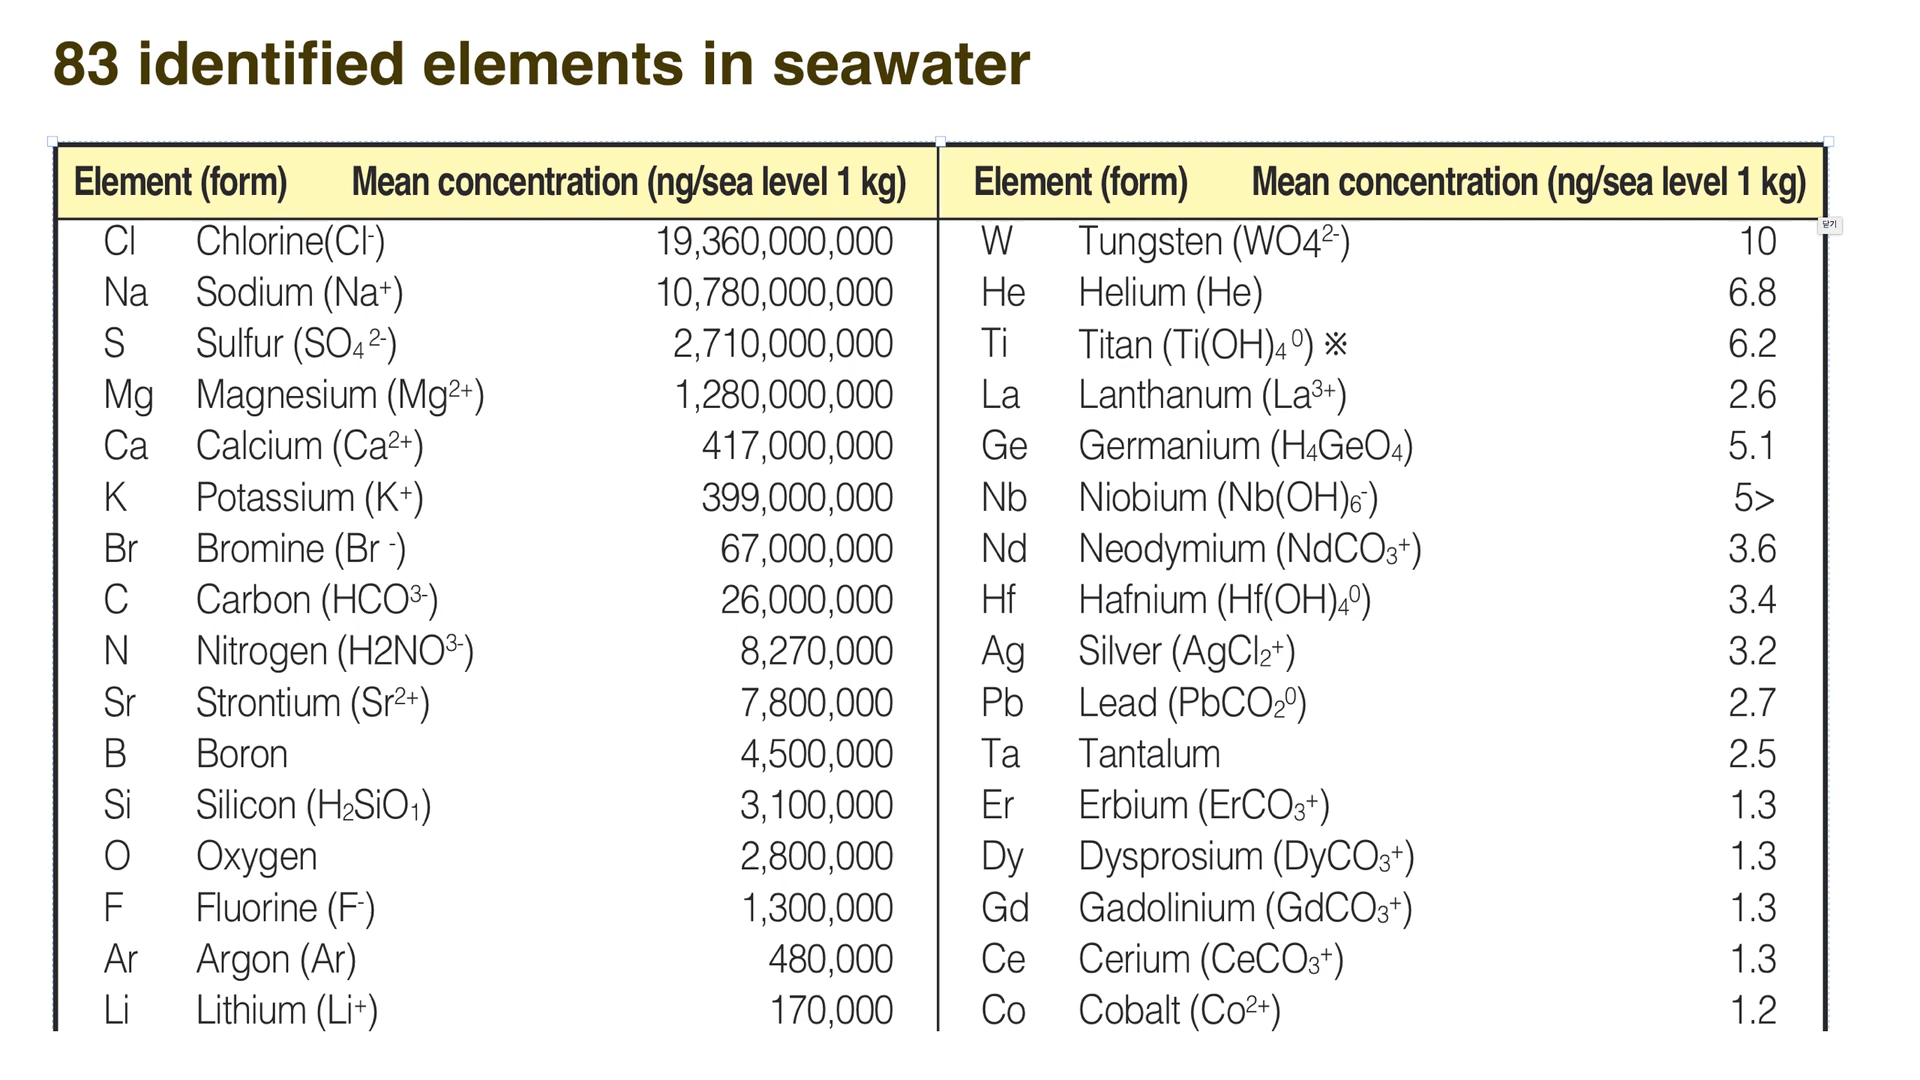 83 identified elements in seawater
Element (form) Mean concentration (ng/sea level 1 kg) Element (form) Mean concentration (ng/sea level 1 kg)
닫기
Cl Chlorine(Cl⁻) 19,360,000,000 W Tungsten (WO4²⁻) 10
Na Sodium (Na⁺) 10,780,000,000 He Helium (He) 6.8
S Sulfur (SO₄²⁻) 2,710,000,000 Ti Titan (Ti(OH)₄⁰) ※ 6.2
Mg Magnesium (Mg²⁺) 1,280,000,000 La Lanthanum (La³⁺) 2.6
Ca Calcium (Ca²⁺) 417,000,000 Ge Germanium (H₄GeO₄) 5.1
K Potassium (K⁺) 399,000,000 Nb Niobium (Nb(OH)₆⁻) 5>
Br Bromine (Br ⁻) 67,000,000 Nd Neodymium (NdCO₃⁺) 3.6
C Carbon (HCO³⁻) 26,000,000 Hf Hafnium (Hf(OH)₄⁰) 3.4
N Nitrogen (H2NO³⁻) 8,270,000 Ag Silver (AgCl₂⁺) 3.2
Sr Strontium (Sr²⁺) 7,800,000 Pb Lead (PbCO₂⁰) 2.7
B Boron 4,500,000 Ta Tantalum 2.5
Si Silicon (H₂SiO₁) 3,100,000 Er Erbium (ErCO₃⁺) 1.3
O Oxygen 2,800,000 Dy Dysprosium (DyCO₃⁺) 1.3
F Fluorine (F⁻) 1,300,000 Gd Gadolinium (GdCO₃⁺) 1.3
Ar Argon (Ar) 480,000 Ce Cerium (CeCO₃⁺) 1.3
Li Lithium (Li⁺) 170,000 Co Cobalt (Co²⁺) 1.2